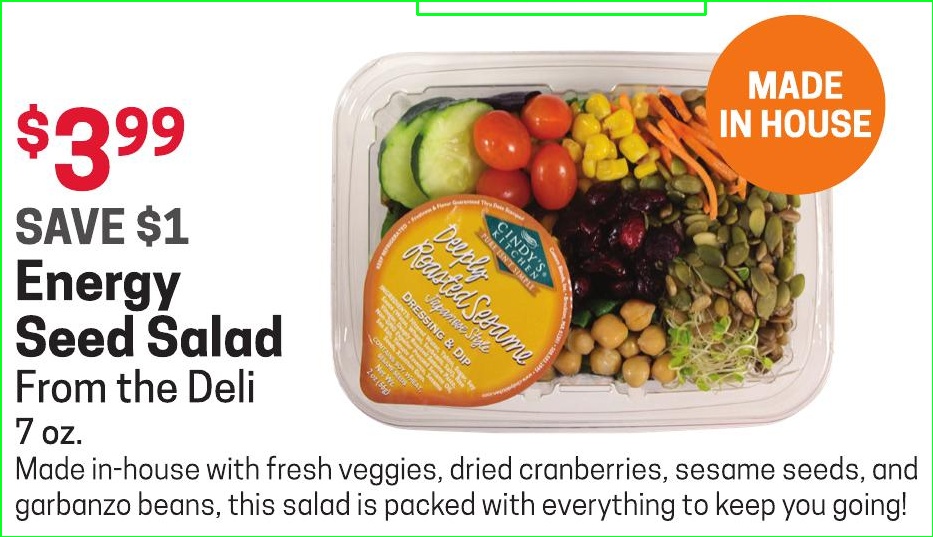 MADE
IN HOUSE
$3.99
SAVE $1
Energy
Seed Salad
From the Deli
7 oz.
CINDY'S
KITCHEN
Deeply
Roasted Sesame
Japanese Style
DRESSING & DIP
KEEP REFRIGERATED
Made in-house with fresh veggies, dried cranberries, sesame seeds, and
garbanzo beans, this salad is packed with everything to keep you going!